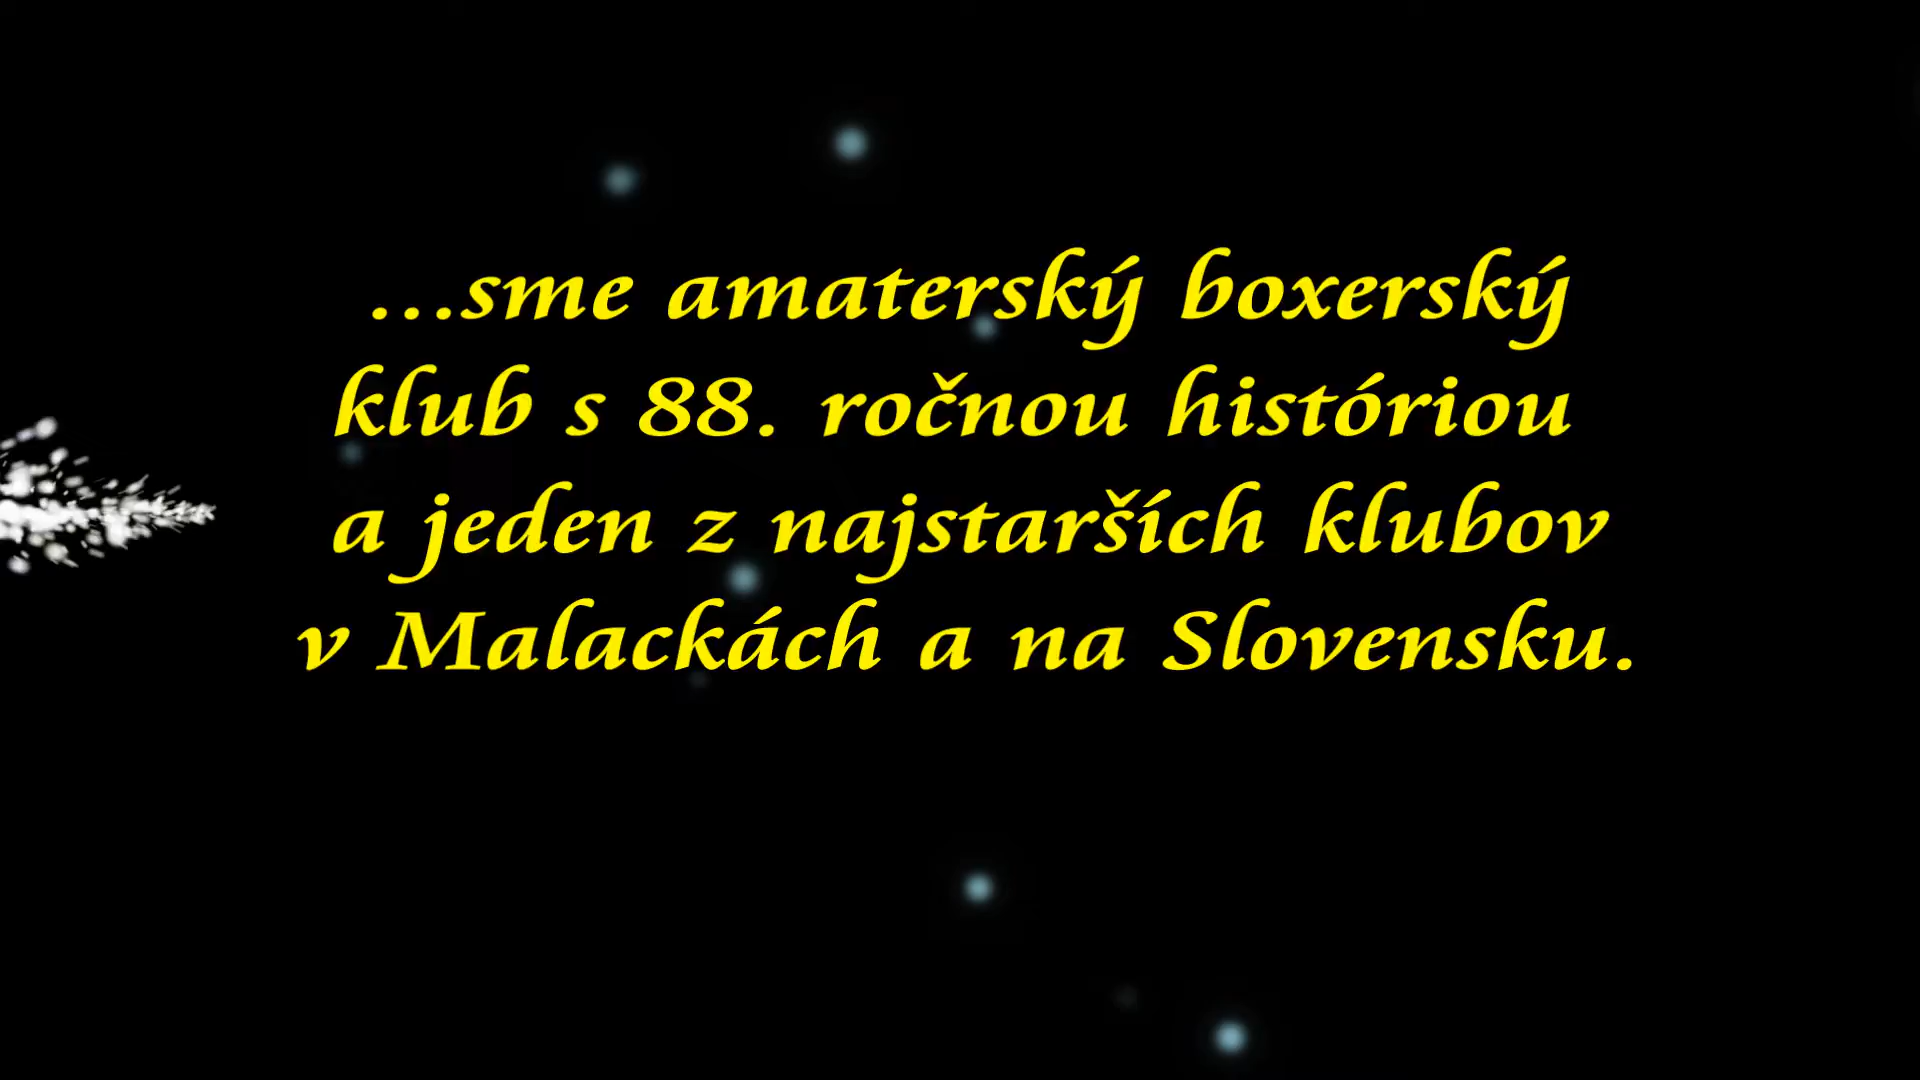 ...sme amaterský boxerský
klub s 88. ročnou históriou
a jeden z najstarších klubov
v Malackách a na Slovensku.